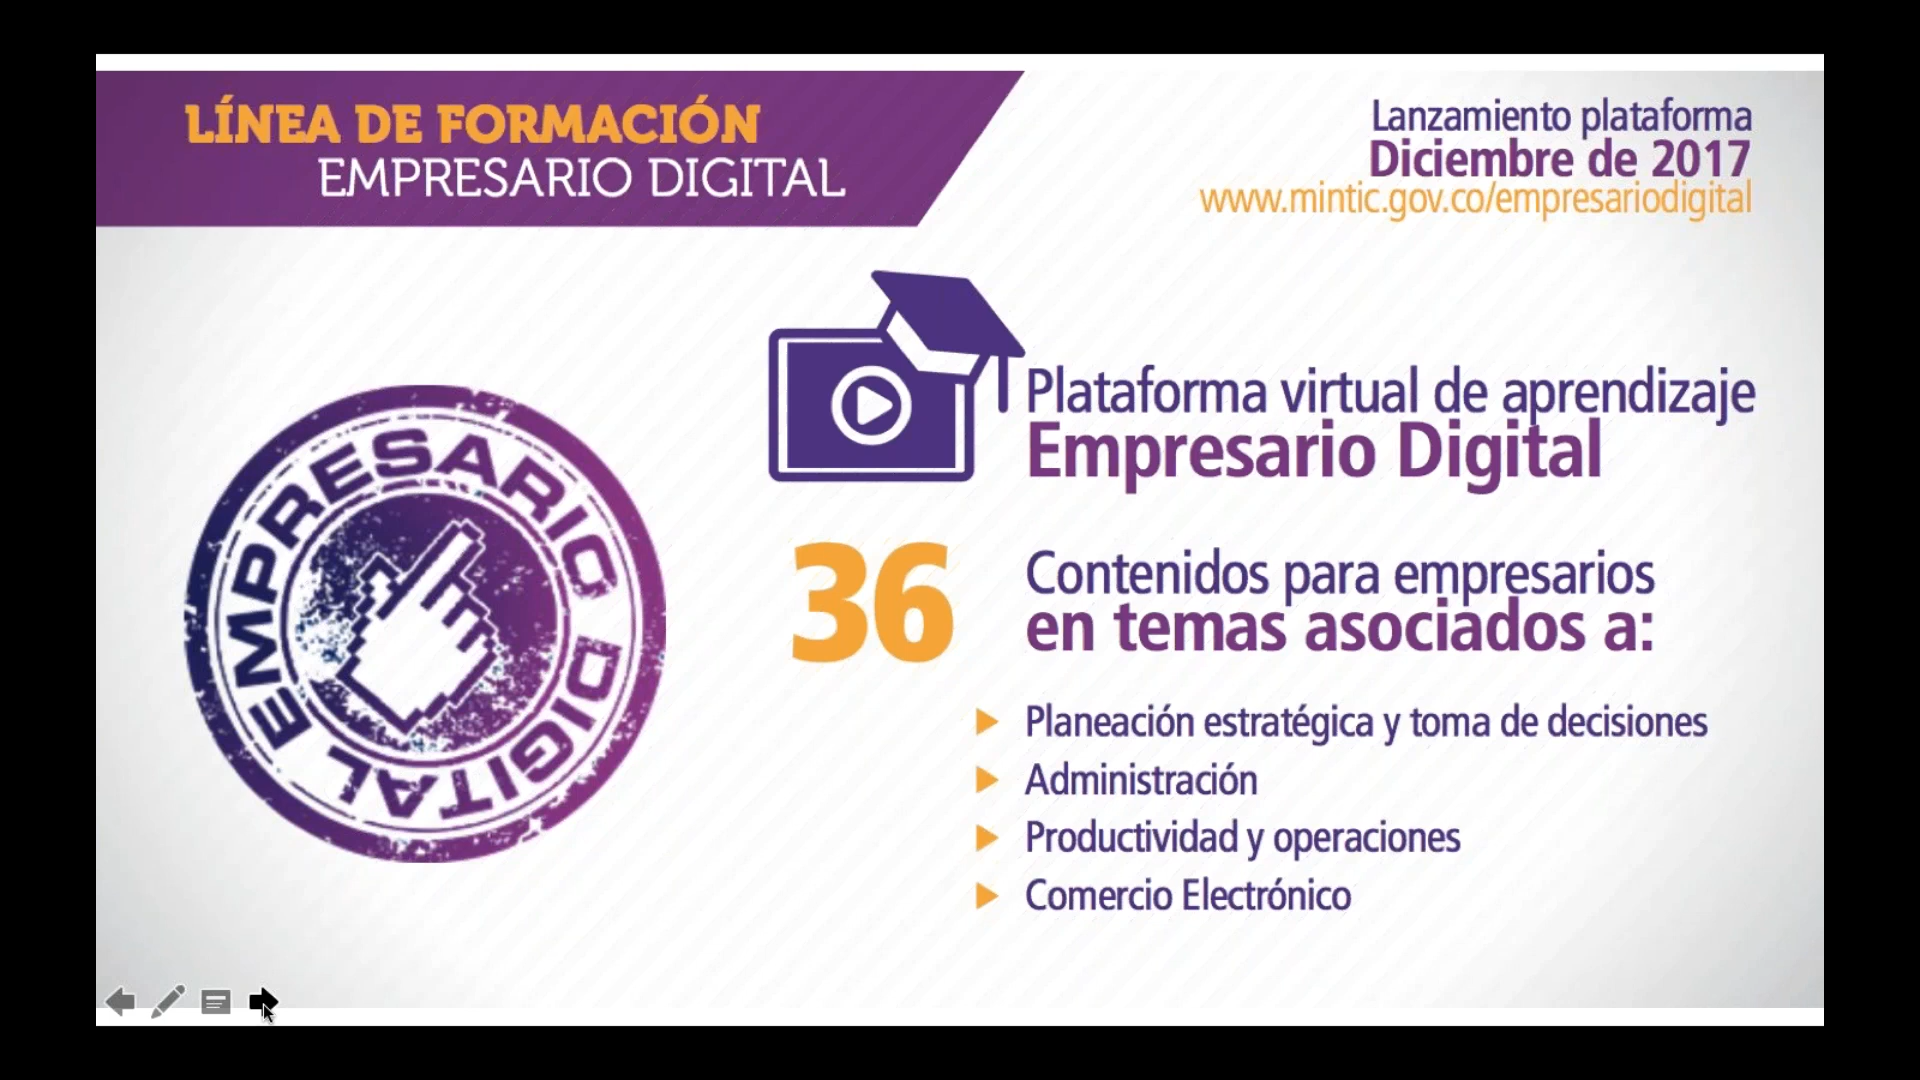 LÍNEA DE FORMACIÓN
EMPRESARIO DIGITAL
Lanzamiento plataforma
Diciembre de 2017
www.mintic.gov.co/empresariodigital
EMPRESARIO DIGITAL
Plataforma virtual de aprendizaje
Empresario Digital
36
Contenidos para empresarios
en temas asociados a:
Planeación estratégica y toma de decisiones
Administración
Productividad y operaciones
Comercio Electrónico